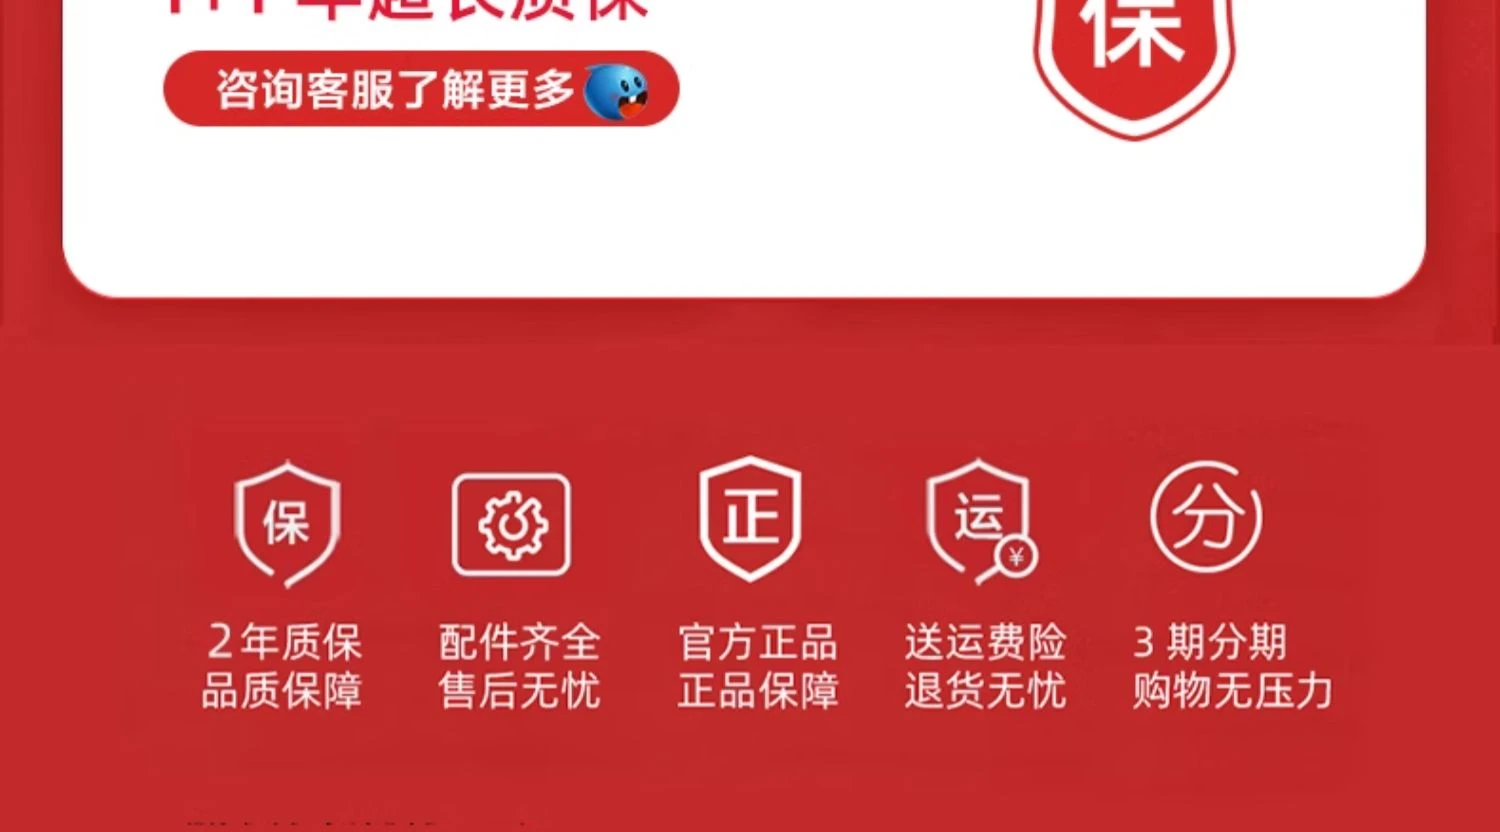 年超长质保
保
咨询客服了解更多
保
正
运
¥
分
2年质保
品质保障
配件齐全
售后无忧
官方正品
正品保障
送运费险
退货无忧
3 期分期
购物无压力